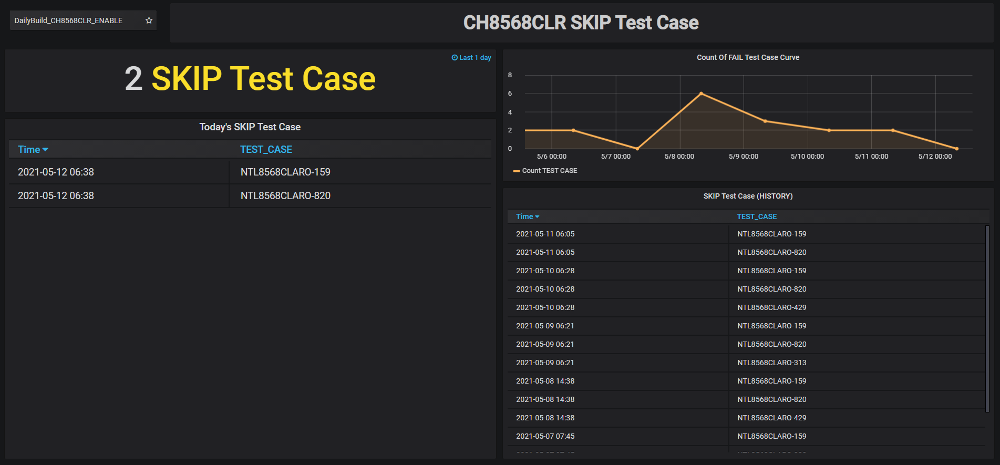 DailyBuild_CH8568CLR_ENABLE
CH8568CLR SKIP Test Case
Last 1 day
2 SKIP Test Case
Today's SKIP Test Case
Time TEST_CASE
2021-05-12 06:38 NTL8568CLARO-159
2021-05-12 06:38 NTL8568CLARO-820
Count Of FAIL Test Case Curve
8
6
4
2
0
5/6 00:00 5/7 00:00 5/8 00:00 5/9 00:00 5/10 00:00 5/11 00:00 5/12 00:00
Count TEST CASE
SKIP Test Case (HISTORY)
Time TEST_CASE
2021-05-11 06:05 NTL8568CLARO-159
2021-05-11 06:05 NTL8568CLARO-820
2021-05-10 06:28 NTL8568CLARO-159
2021-05-10 06:28 NTL8568CLARO-820
2021-05-10 06:28 NTL8568CLARO-429
2021-05-09 06:21 NTL8568CLARO-159
2021-05-09 06:21 NTL8568CLARO-820
2021-05-09 06:21 NTL8568CLARO-313
2021-05-08 14:38 NTL8568CLARO-159
2021-05-08 14:38 NTL8568CLARO-820
2021-05-08 14:38 NTL8568CLARO-429
2021-05-07 07:45 NTL8568CLARO-159